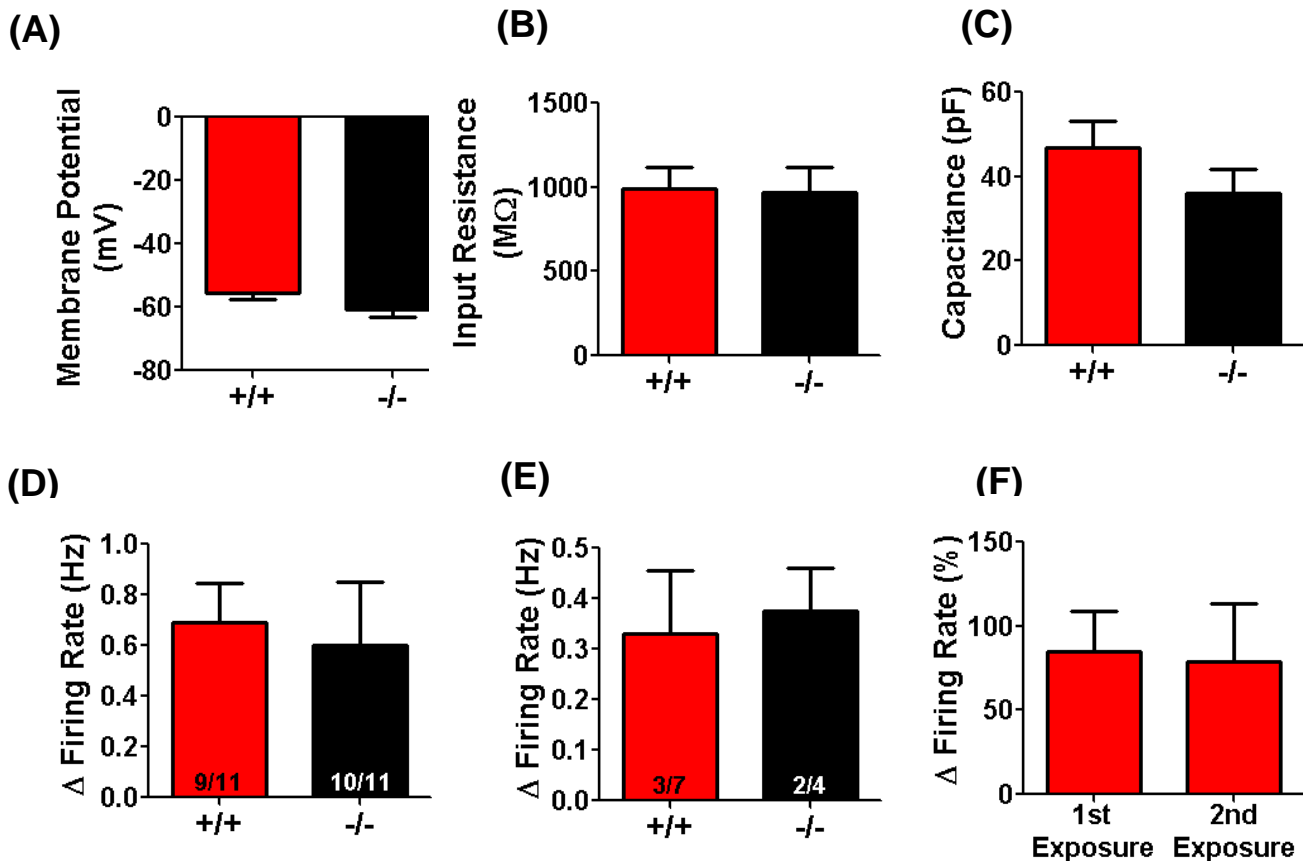 (A)
Membrane Potential
(mV)
0
-20
-40
-60
-80
+/+
-/-
(B)
Input Resistance
(MΩ)
1500
1000
500
0
+/+
-/-
(C)
Capacitance (pF)
60
40
20
0
+/+
-/-
(D)
Δ Firing Rate (Hz)
1.0
0.8
0.6
0.4
0.2
0.0
9/11
10/11
+/+
-/-
(E)
Δ Firing Rate (Hz)
0.5
0.4
0.3
0.2
0.1
0.0
3/7
2/4
+/+
-/-
(F)
Δ Firing Rate (%)
150
100
50
0
1st
Exposure
2nd
Exposure